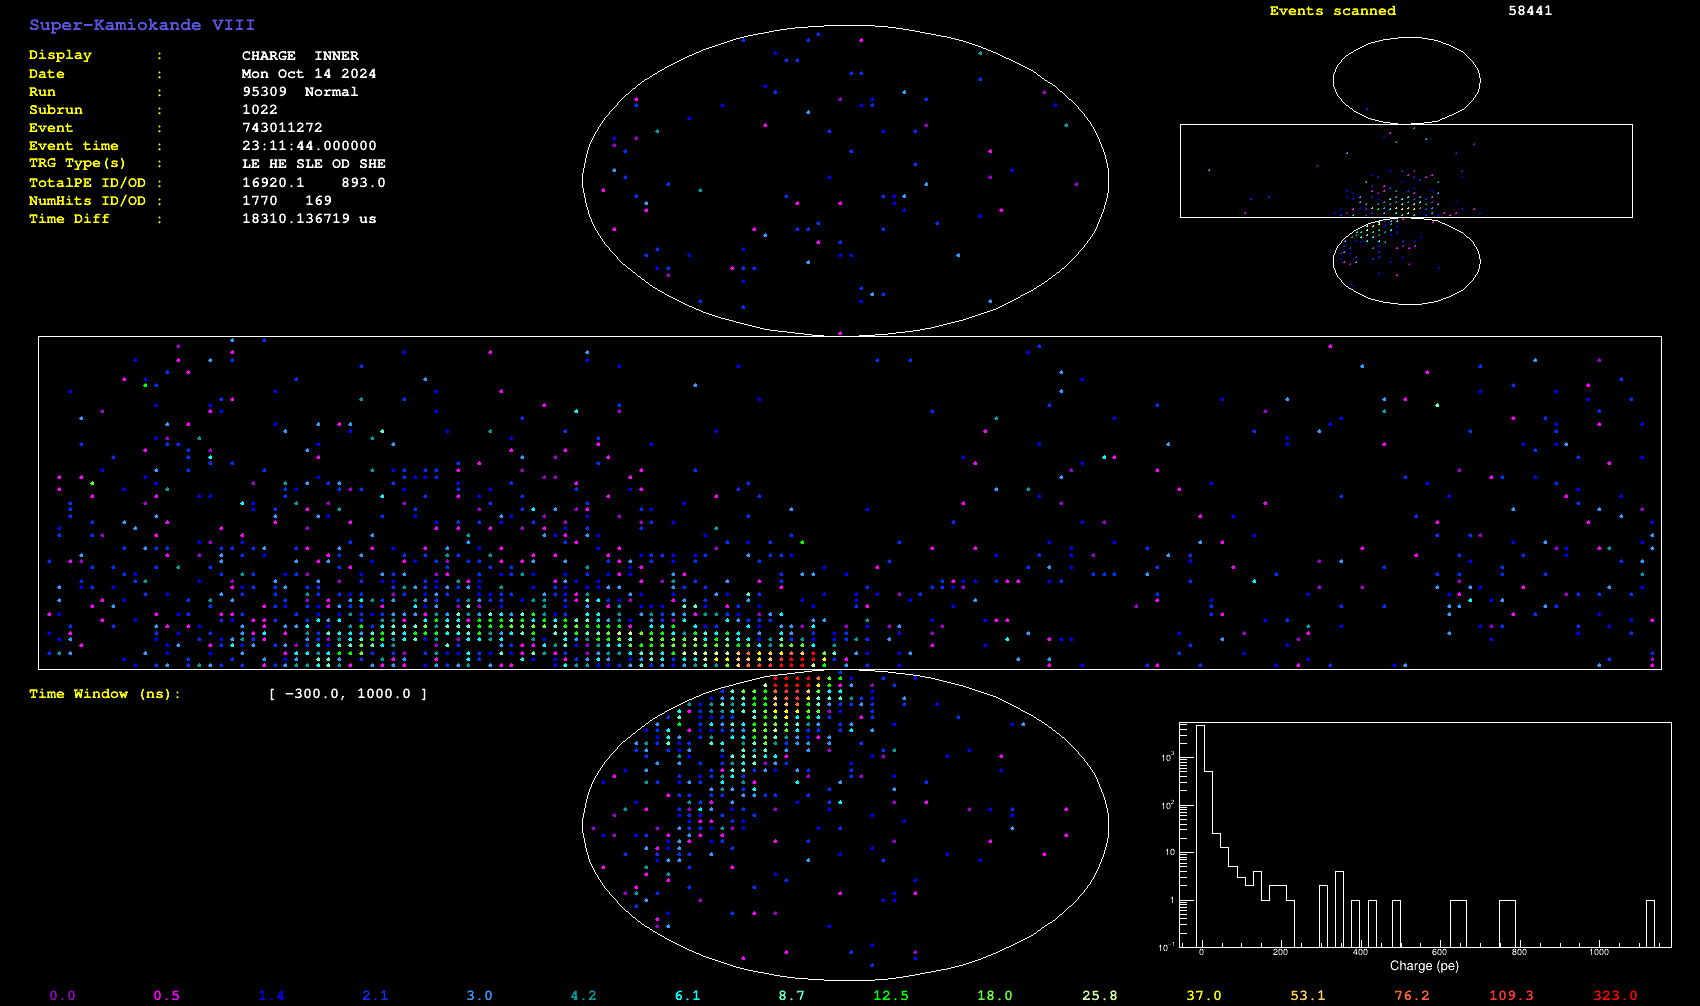 Super-Kamiokande VIII
Events scanned 58441
Display : CHARGE INNER
Date : Mon Oct 14 2024
Run : 95309 Normal
Subrun : 1022
Event : 743011272
Event time : 23:11:44.000000
TRG Type(s) : LE HE SLE OD SHE
TotalPE ID/OD : 16920.1 893.0
NumHits ID/OD : 1770 169
Time Diff : 18310.136719 us
Time Window (ns): [ -300.0, 1000.0 ]
10^3
10^2
10
1
10^-1
0 200 400 600 800 1000
Charge (pe)
0.0 0.5 1.4 2.1 3.0 4.2 6.1 8.7 12.5 18.0 25.8 37.0 53.1 76.2 109.3 323.0